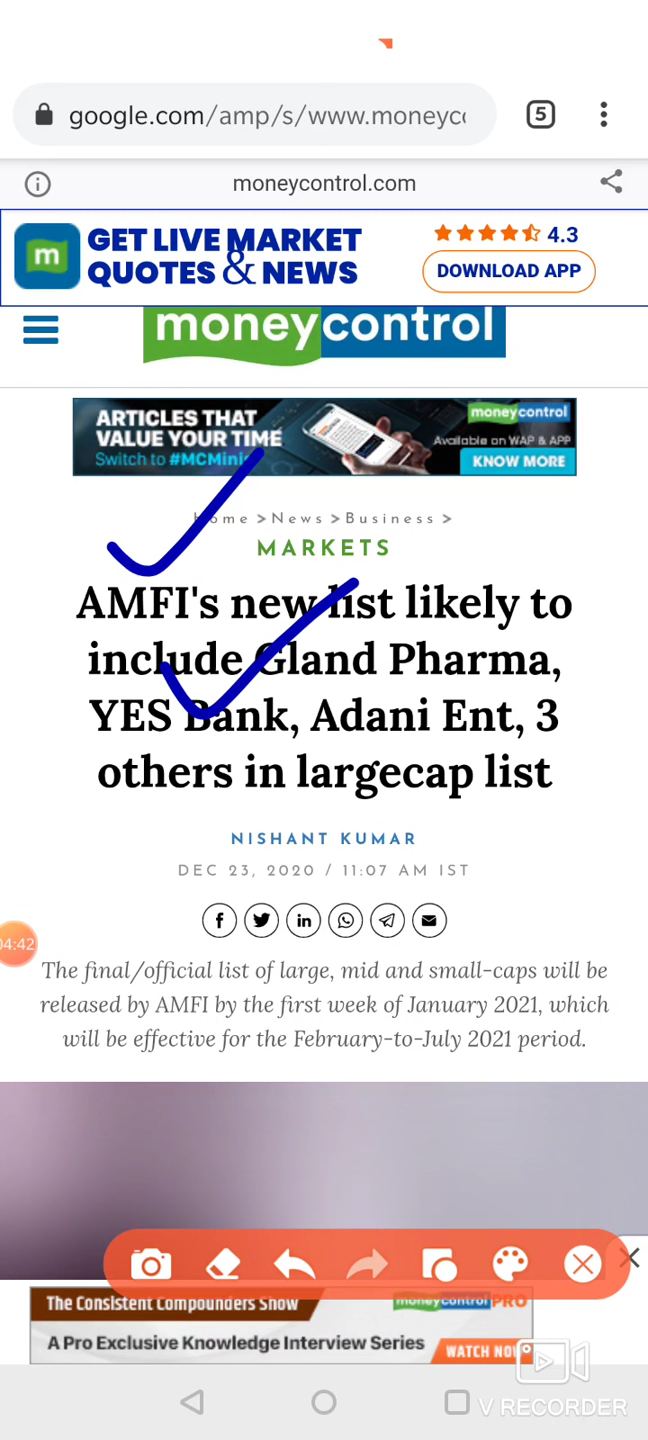 google.com/amp/s/www.moneyc
5
moneycontrol.com
m
GET LIVE MARKET
QUOTES & NEWS
4.3
DOWNLOAD APP
moneycontrol
ARTICLES THAT
VALUE YOUR TIME
Switch to #MCMinis
moneycontrol
Available on WAP & APP
KNOW MORE
Home >News >Business >
MARKETS
AMFI's new list likely to
include Gland Pharma,
YES Bank, Adani Ent, 3
others in largecap list
NISHANT KUMAR
DEC 23, 2020 / 11:07 AM IST
04:42
The final/official list of large, mid and small-caps will be
released by AMFI by the first week of January 2021, which
will be effective for the February-to-July 2021 period.
The Consistent Compounders Show
moneycontrol PRO
A Pro Exclusive Knowledge Interview Series
WATCH NOW
V RECORDER